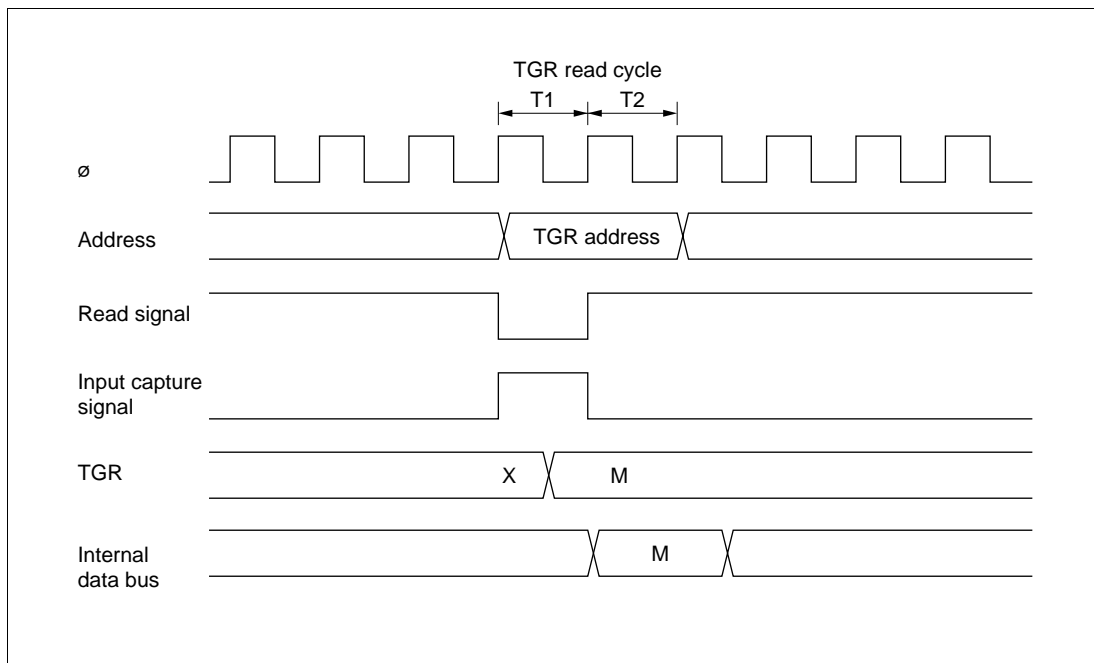 TGR read cycle
T1 T2
ø
Address
TGR address
Read signal
Input capture
signal
TGR
X M
Internal
data bus
M